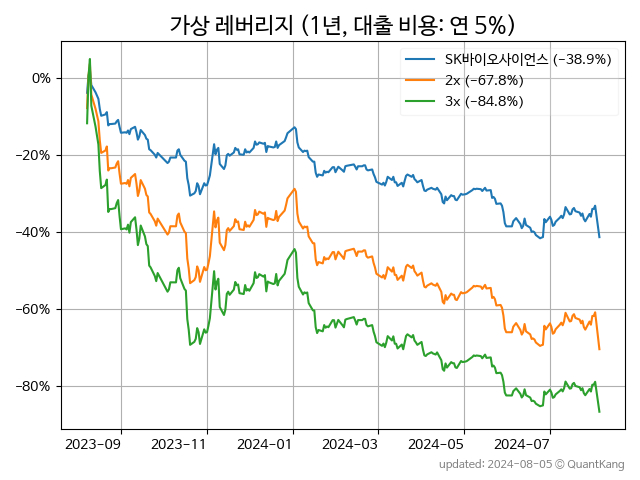 가상 레버리지 (1년, 대출 비용: 연 5%)
SK바이오사이언스 (−38.9%)
2x (−67.8%)
3x (−84.8%)
0%
−20%
−40%
−60%
−80%
2023-09 2023-11 2024-01 2024-03 2024-05 2024-07
updated: 2024-08-05 © QuantKang